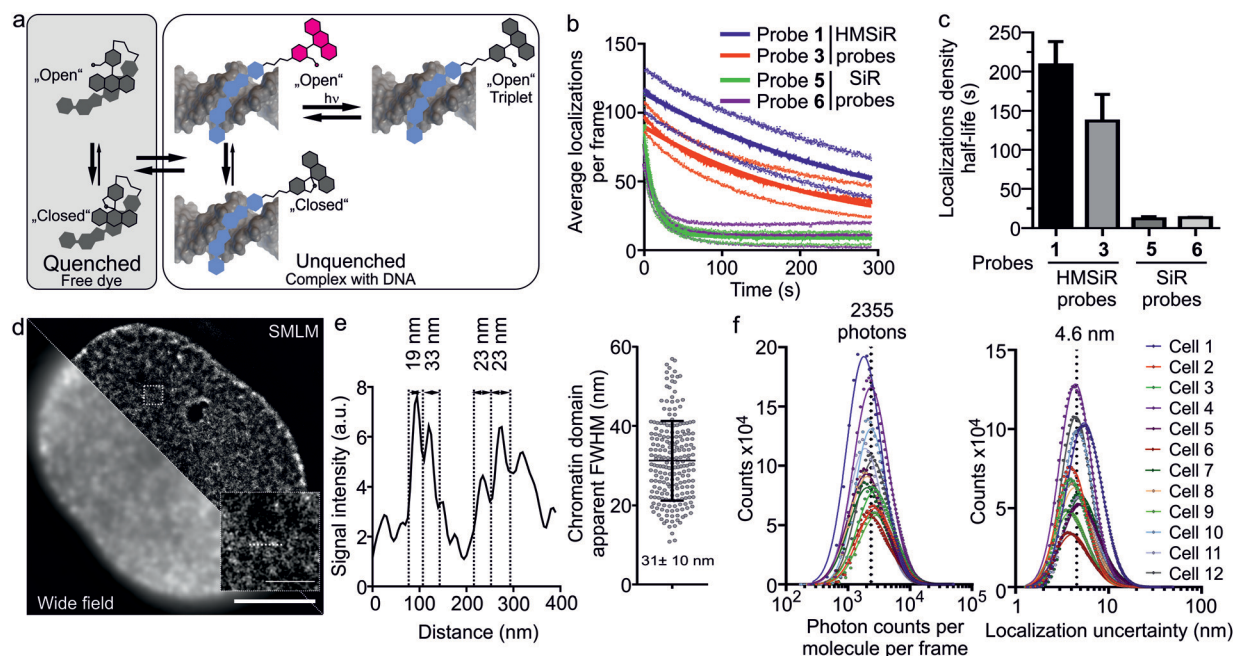 a
„Open“
„Closed“
Quenched
Free dye
„Open“
hν
„Open“
Triplet
„Closed“
Unquenched
Complex with DNA
b
Average localizations
per frame
150
100
50
0
0
100
200
300
Time (s)
Probe 1
Probe 3
HMSiR
probes
Probe 5
Probe 6
SiR
probes
c
Localizations density
half-life (s)
250
200
150
100
50
0
Probes
1
3
5
6
HMSiR
probes
SiR
probes
d
SMLM
Wide field
e
19 nm
33 nm
23 nm
23 nm
Signal intensity (a.u.)
8
6
4
2
0
0
100
200
300
400
Distance (nm)
Chromatin domain
apparent FWHM (nm)
60
40
20
0
31± 10 nm
f
2355
photons
Counts x10⁴
20
15
10
5
0
10²
10³
10⁴
10⁵
Photon counts per
molecule per frame
4.6 nm
Counts x10⁴
15
10
5
0
1
10
100
Localization uncertainty (nm)
Cell 1
Cell 2
Cell 3
Cell 4
Cell 5
Cell 6
Cell 7
Cell 8
Cell 9
Cell 10
Cell 11
Cell 12